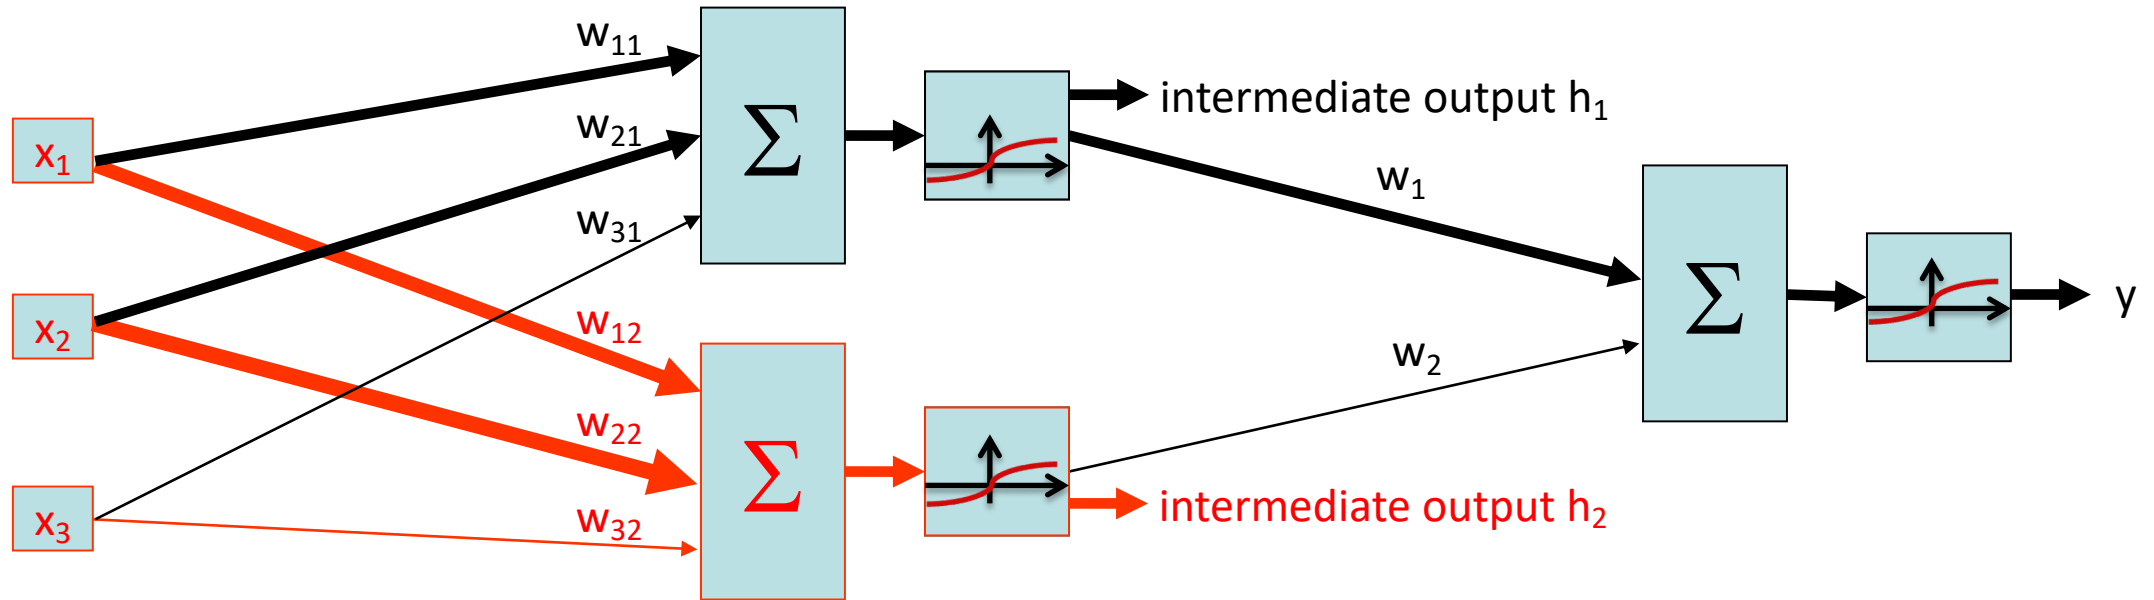 w₁₁
x₁
w₂₁
w₃₁
Σ
intermediate output h₁
w₁
x₂
w₁₂
w₂₂
w₃₂
Σ
intermediate output h₂
w₂
x₃
Σ
y